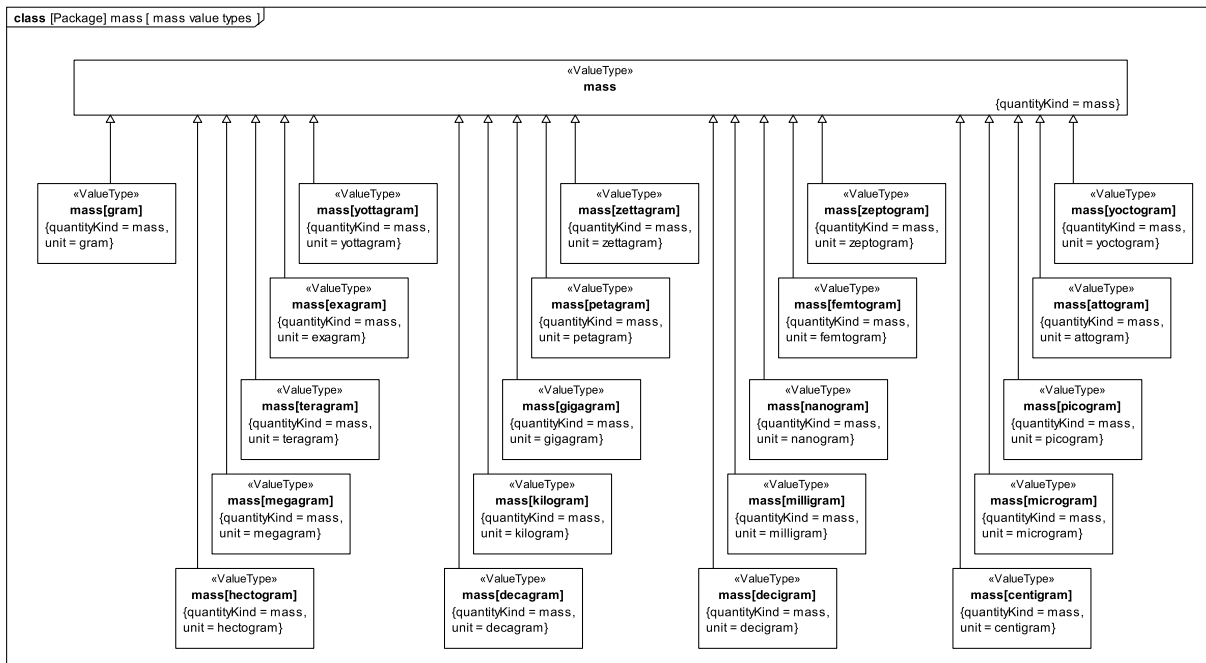 class [Package] mass [ mass value types ]
«ValueType»
mass
{quantityKind = mass}
«ValueType»
mass[gram]
{quantityKind = mass,
unit = gram}
«ValueType»
mass[yottagram]
{quantityKind = mass,
unit = yottagram}
«ValueType»
mass[zettagram]
{quantityKind = mass,
unit = zettagram}
«ValueType»
mass[zeptogram]
{quantityKind = mass,
unit = zeptogram}
«ValueType»
mass[yoctogram]
{quantityKind = mass,
unit = yoctogram}
«ValueType»
mass[exagram]
{quantityKind = mass,
unit = exagram}
«ValueType»
mass[petagram]
{quantityKind = mass,
unit = petagram}
«ValueType»
mass[femtogram]
{quantityKind = mass,
unit = femtogram}
«ValueType»
mass[attogram]
{quantityKind = mass,
unit = attogram}
«ValueType»
mass[teragram]
{quantityKind = mass,
unit = teragram}
«ValueType»
mass[gigagram]
{quantityKind = mass,
unit = gigagram}
«ValueType»
mass[nanogram]
{quantityKind = mass,
unit = nanogram}
«ValueType»
mass[picogram]
{quantityKind = mass,
unit = picogram}
«ValueType»
mass[megagram]
{quantityKind = mass,
unit = megagram}
«ValueType»
mass[kilogram]
{quantityKind = mass,
unit = kilogram}
«ValueType»
mass[milligram]
{quantityKind = mass,
unit = milligram}
«ValueType»
mass[microgram]
{quantityKind = mass,
unit = microgram}
«ValueType»
mass[hectogram]
{quantityKind = mass,
unit = hectogram}
«ValueType»
mass[decagram]
{quantityKind = mass,
unit = decagram}
«ValueType»
mass[decigram]
{quantityKind = mass,
unit = decigram}
«ValueType»
mass[centigram]
{quantityKind = mass,
unit = centigram}